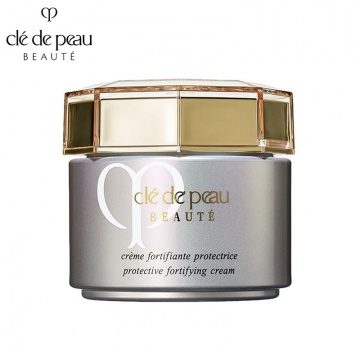 clé de peau
BEAUTÉ
clé de peau
BEAUTÉ
crème fortifiante protectrice
protective fortifying cream